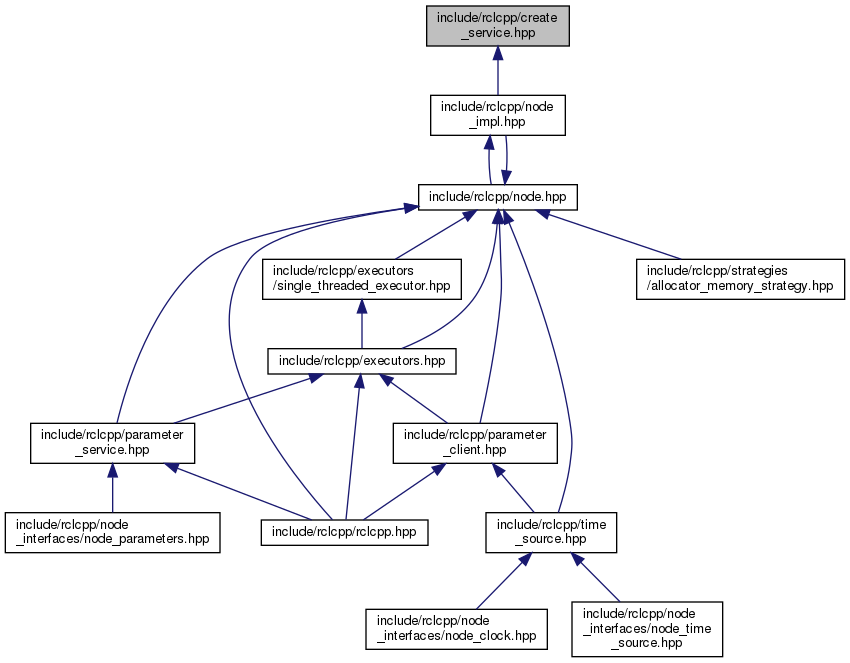 include/rclcpp/create
_service.hpp
include/rclcpp/node
_impl.hpp
include/rclcpp/node.hpp
include/rclcpp/executors
/single_threaded_executor.hpp
include/rclcpp/strategies
/allocator_memory_strategy.hpp
include/rclcpp/executors.hpp
include/rclcpp/parameter
_service.hpp
include/rclcpp/parameter
_client.hpp
include/rclcpp/node
_interfaces/node_parameters.hpp
include/rclcpp/rclcpp.hpp
include/rclcpp/time
_source.hpp
include/rclcpp/node
_interfaces/node_clock.hpp
include/rclcpp/node
_interfaces/node_time
_source.hpp